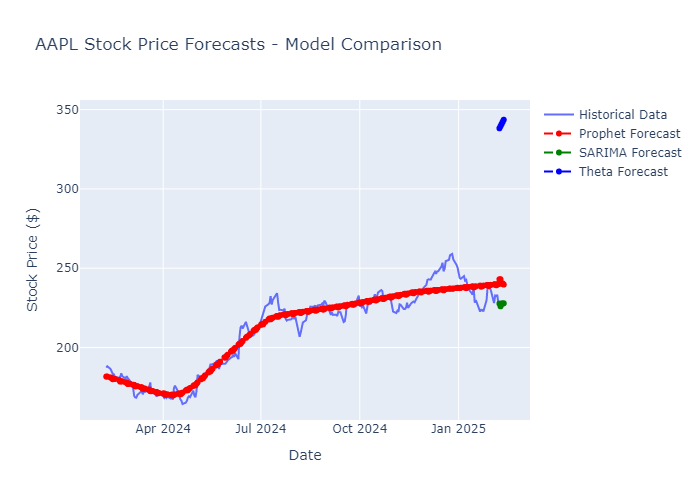 AAPL Stock Price Forecasts - Model Comparison
350
300
250
200
Stock Price ($)
Apr 2024
Jul 2024
Oct 2024
Jan 2025
Date
Historical Data
Prophet Forecast
SARIMA Forecast
Theta Forecast